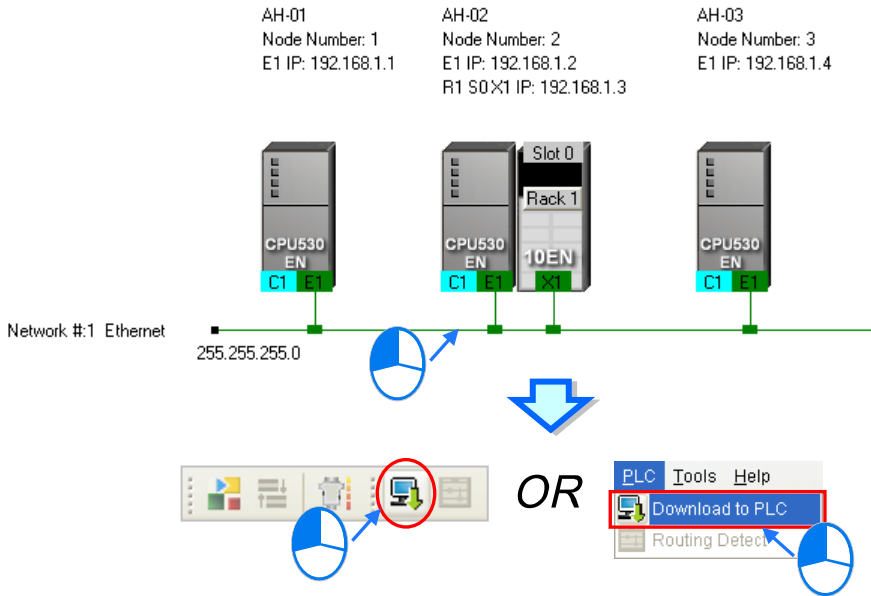 AH-01
Node Number: 1
E1 IP: 192.168.1.1
AH-02
Node Number: 2
E1 IP: 192.168.1.2
R1 S0X1 IP: 192.168.1.3
AH-03
Node Number: 3
E1 IP: 192.168.1.4
CPU530
EN
C1 E1
CPU530
EN
C1 E1
Slot 0
Rack 1
10EN
X1
CPU530
EN
C1 E1
Network #:1 Ethernet
255.255.255.0
OR
PLC Tools Help
Download to PLC
Routing Detect